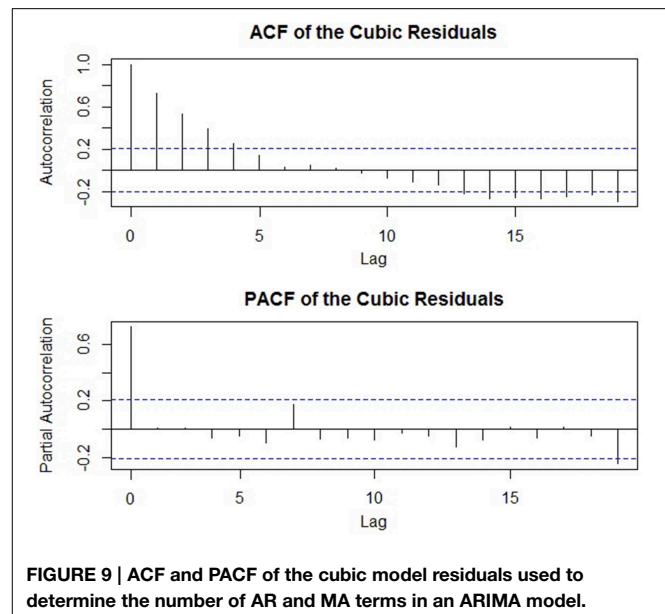 ACF of the Cubic Residuals
Autocorrelation
1.0
0.6
0.2
-0.2
0 5 10 15
Lag
PACF of the Cubic Residuals
Partial Autocorrelation
0.6
0.2
-0.2
0 5 10 15
Lag
FIGURE 9 | ACF and PACF of the cubic model residuals used to
determine the number of AR and MA terms in an ARIMA model.